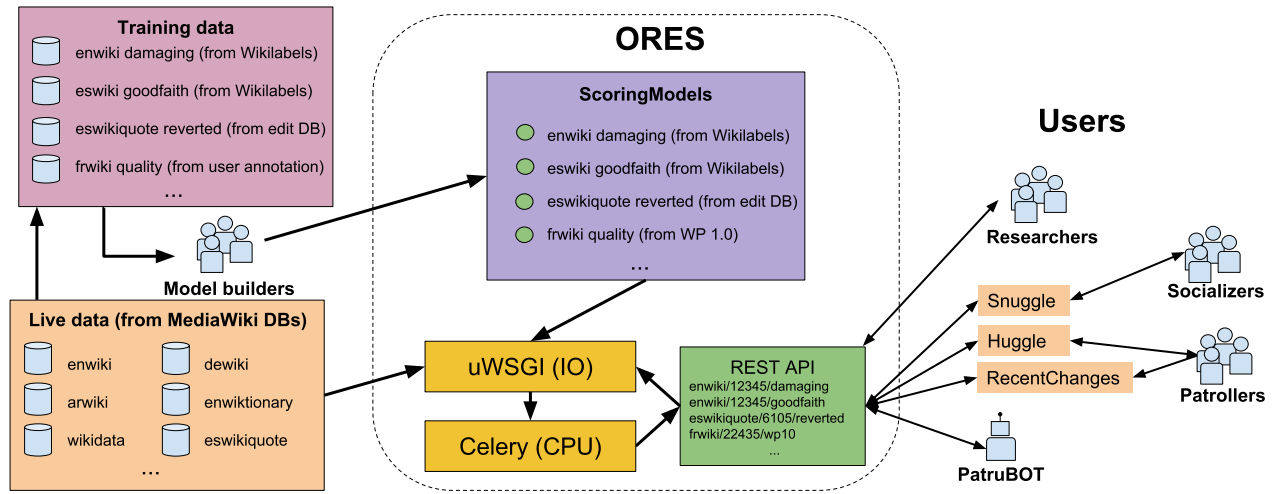 Training data
enwiki damaging (from Wikilabels)
eswiki goodfaith (from Wikilabels)
eswikiquote reverted (from edit DB)
frwiki quality (from user annotation)
...
Model builders
Live data (from MediaWiki DBs)
enwiki
dewiki
arwiki
enwiktionary
wikidata
eswikiquote
...
ORES
ScoringModels
enwiki damaging (from Wikilabels)
eswiki goodfaith (from Wikilabels)
eswikiquote reverted (from edit DB)
frwiki quality (from WP 1.0)
...
uWSGI (IO)
Celery (CPU)
REST API
enwiki/12345/damaging
enwiki/12345/goodfaith
eswikiquote/6105/reverted
frwiki/22435/wp10
...
Users
Researchers
Socializers
Snuggle
Huggle
RecentChanges
Patrollers
PatruBOT